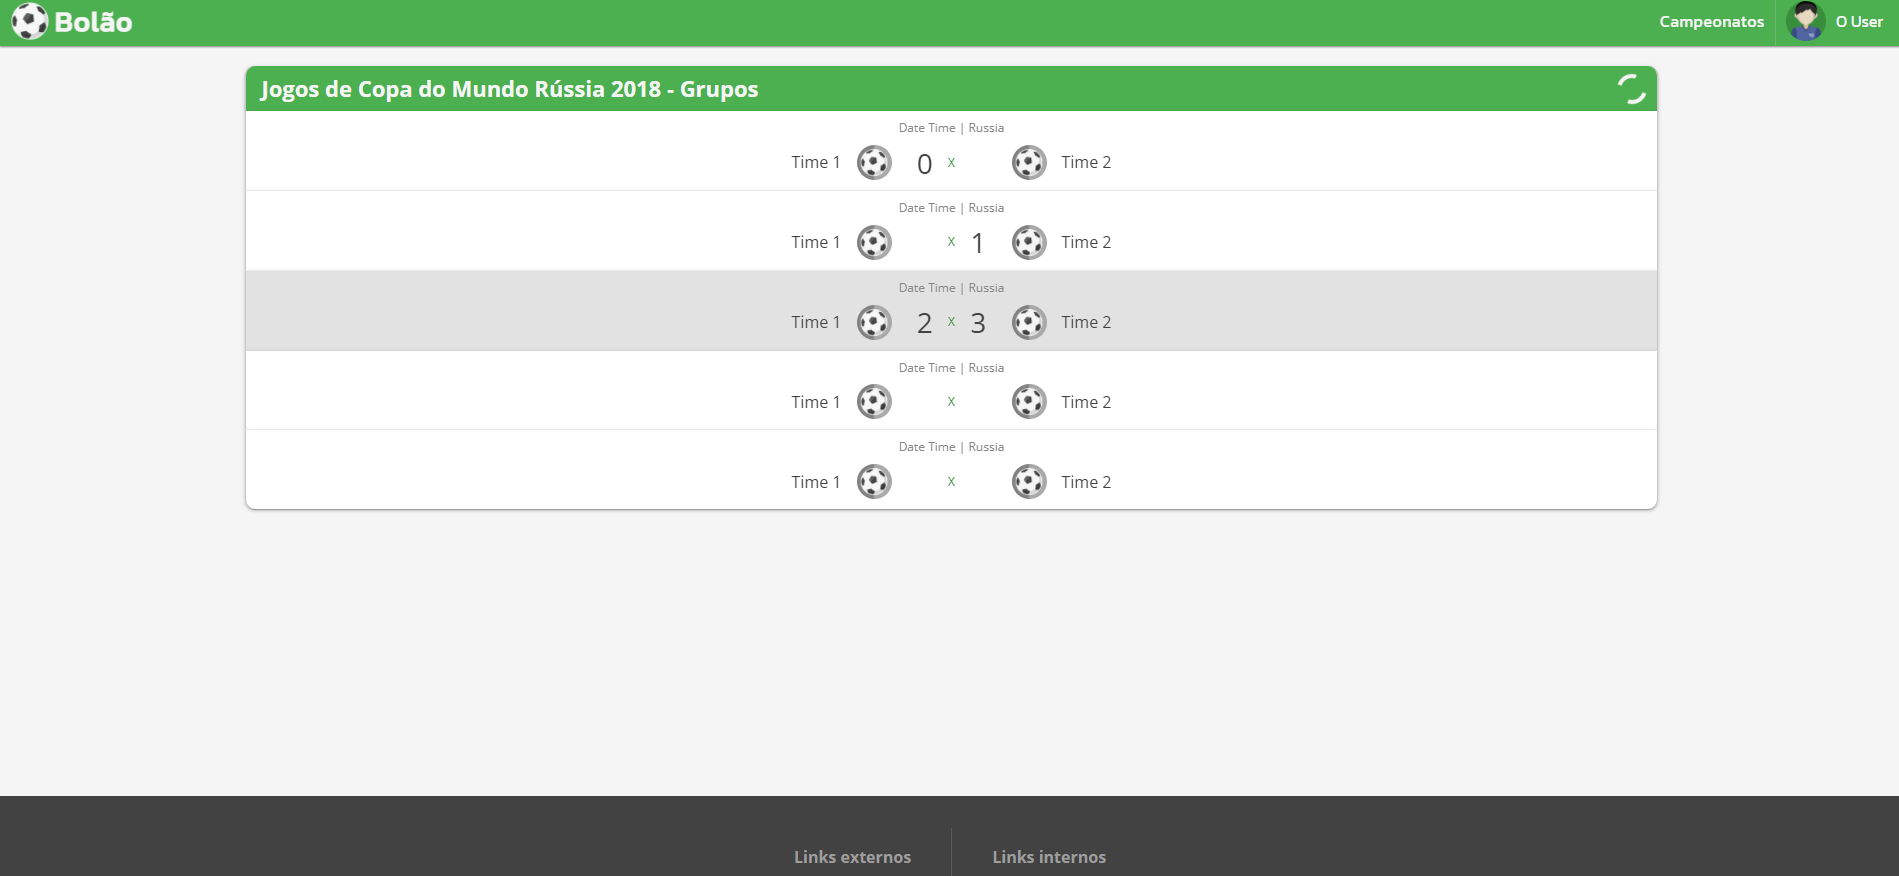 Bolão
Campeonatos
O User
Jogos de Copa do Mundo Rússia 2018 - Grupos
Date Time | Russia
Time 1 0 X Time 2
Date Time | Russia
Time 1 X 1 Time 2
Date Time | Russia
Time 1 2 X 3 Time 2
Date Time | Russia
Time 1 X Time 2
Date Time | Russia
Time 1 X Time 2
Links externos
Links internos